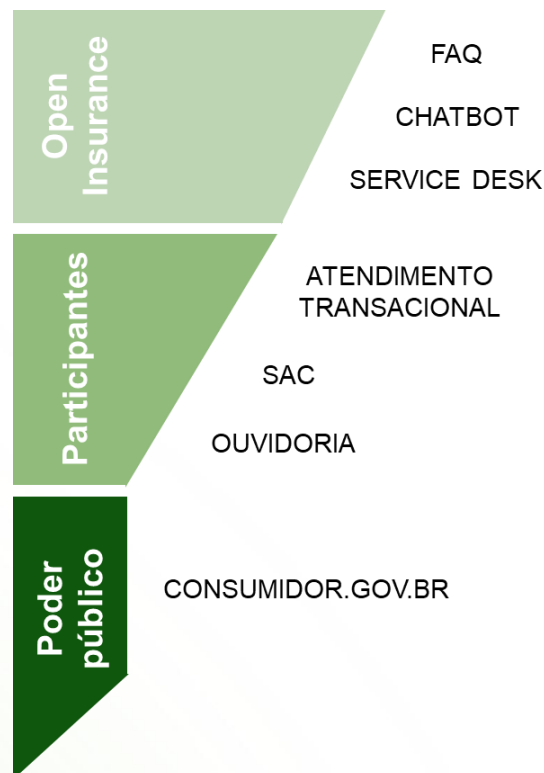 Open
Insurance
FAQ
CHATBOT
SERVICE DESK
Participantes
ATENDIMENTO
TRANSACIONAL
SAC
OUVIDORIA
Poder
público
CONSUMIDOR.GOV.BR